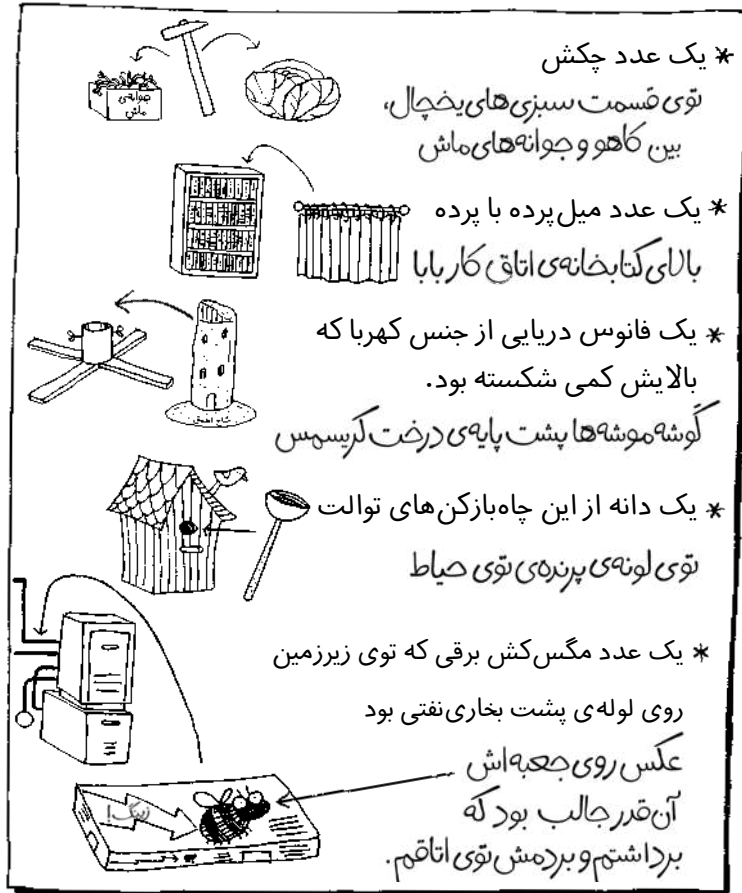 * یک عدد چکش
توی قسمت سبزی‌های یخچال،
بین کاهو و جوانه‌های ماش
جوانه‌ی
ماش
* یک عدد میل‌پرده با پرده
بالای کتابخانه‌ی اتاق کار بابا
* یک فانوس دریایی از جنس کهربا که
بالایش کمی شکسته بود.
گوشه‌موشه‌ها پشت پایه‌ی درخت کریسمس
* یک دانه از این چاه‌بازکن‌های توالت
توی لونه‌ی پرنده‌ی توی حیاط
* یک عدد مگس‌کش برقی که توی زیرزمین
روی لوله‌ی پشت بخاری‌نفتی بود
عکس روی جعبه‌اش
آن‌قدر جالب بود که
برداشتم و بردمش توی اتاقم.